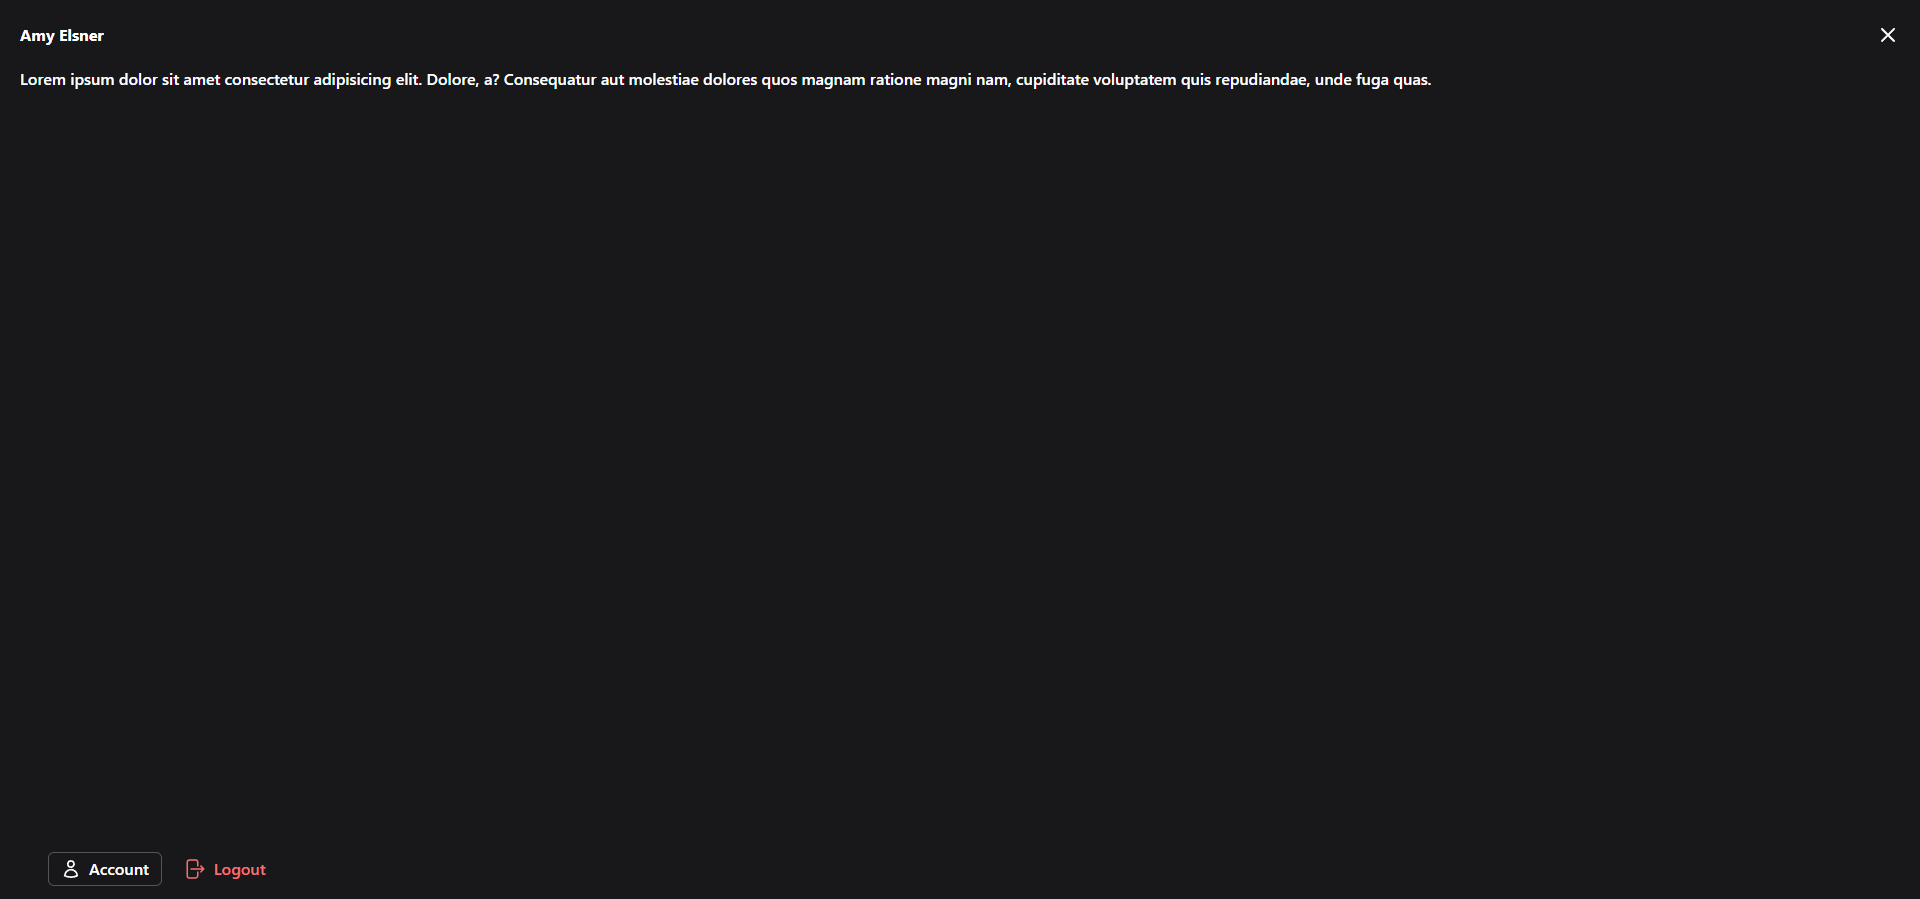 Amy Elsner
Lorem ipsum dolor sit amet consectetur adipisicing elit. Dolore, a? Consequatur aut molestiae dolores quos magnam ratione magni nam, cupiditate voluptatem quis repudiandae, unde fuga quas.
Account
Logout